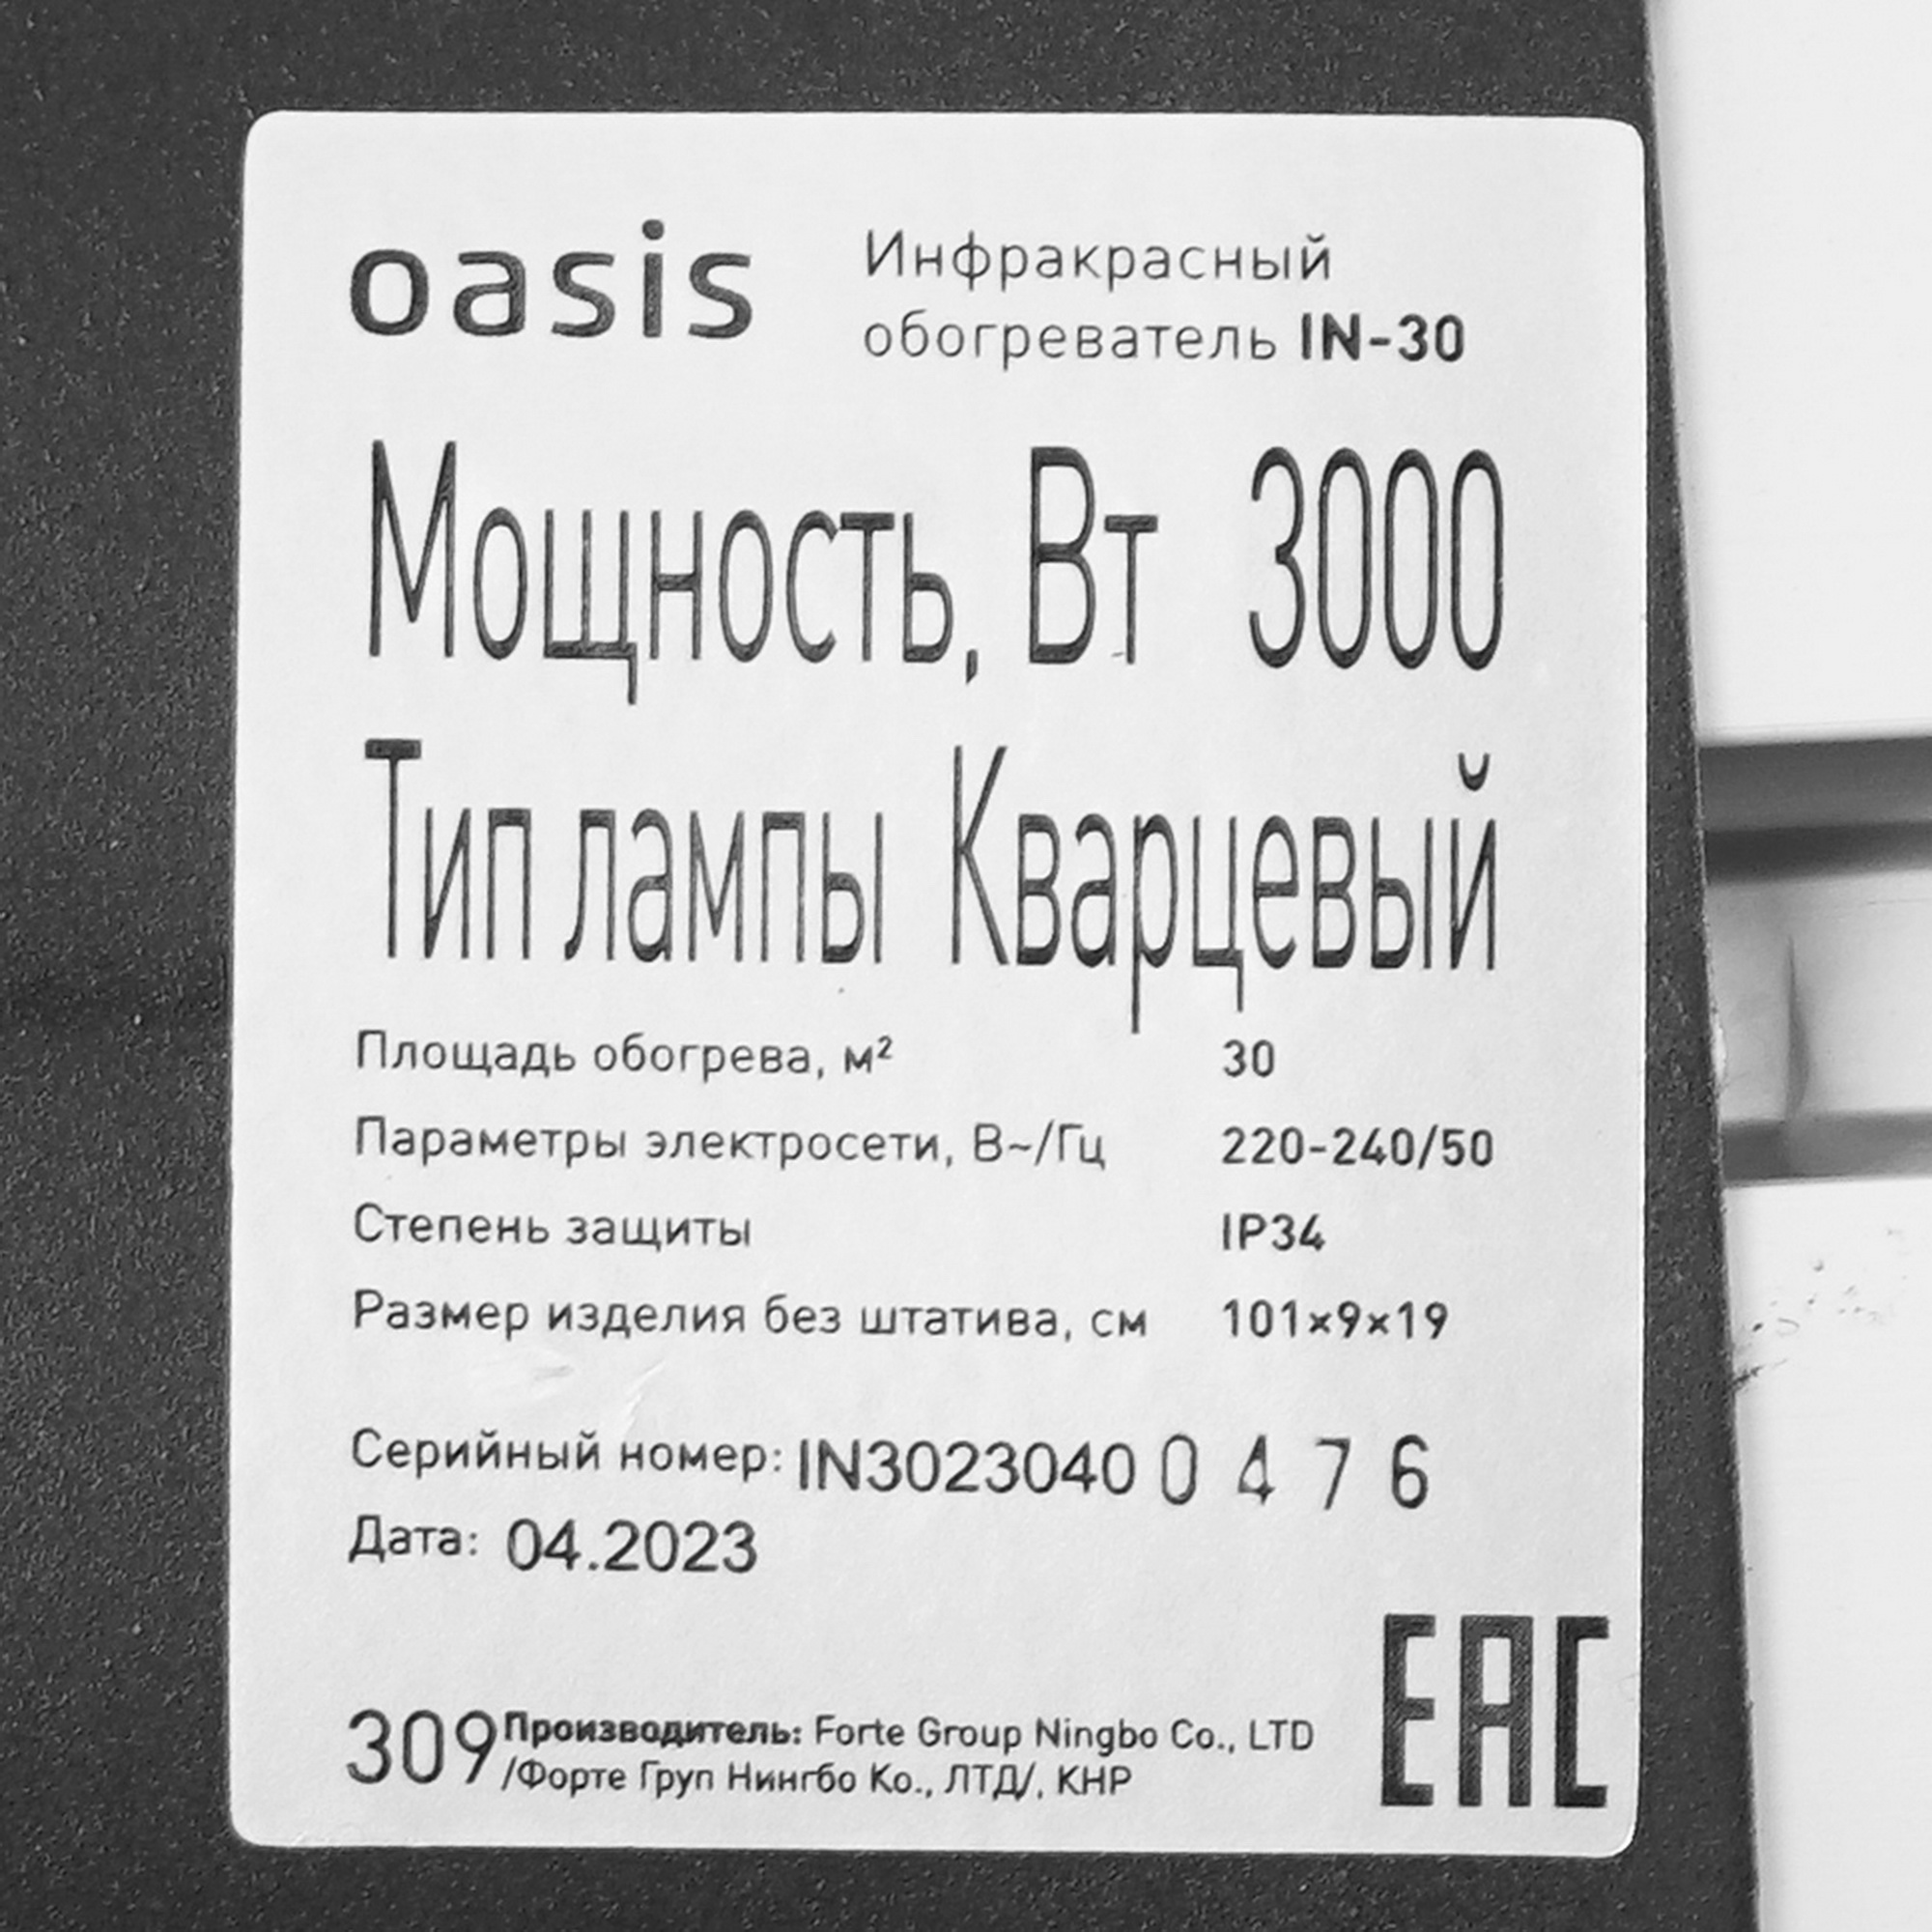 oasis
Инфракрасный
обогреватель IN-30
Мощность, Вт 3000
Тип лампы Кварцевый
Площадь обогрева, м² 30
Параметры электросети, В~/Гц 220-240/50
Степень защиты IP34
Размер изделия без штатива, см 101×9×19
Серийный номер: IN3023040 0 4 7 6
Дата: 04.2023
309 Производитель: Forte Group Ningbo Co., LTD
/Форте Груп Нингбо Ко., ЛТД/, КНР
EAC